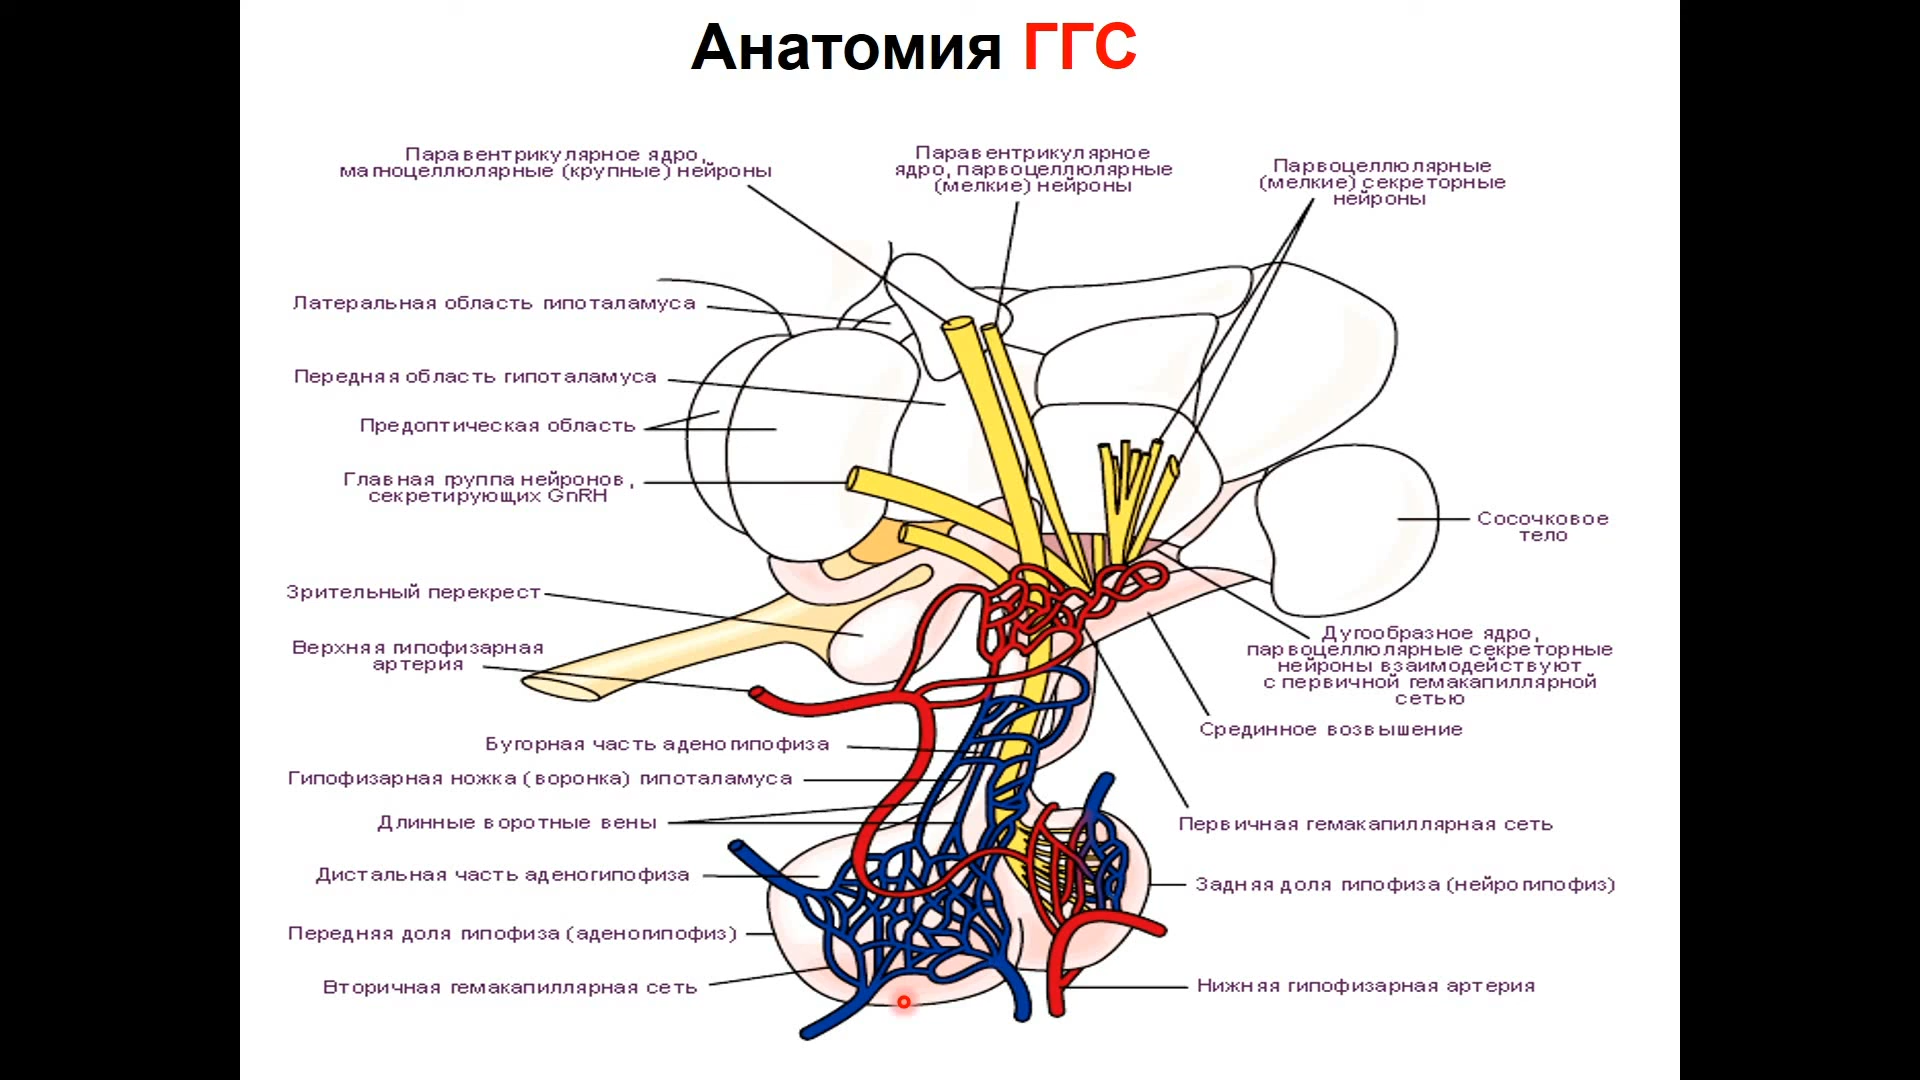 Анатомия ГГС
Паравентрикулярное ядро,
магноцеллюлярные (крупные) нейроны
Паравентрикулярное
ядро, парвоцеллюлярные
(мелкие) нейроны
Парвоцеллюлярные
(мелкие) секреторные
нейроны
Латеральная область гипоталамуса
Передняя область гипоталамуса
Предоптическая область
Главная группа нейронов,
секретирующих GnRH
Сосочковое
тело
Зрительный перекрест
Верхняя гипофизарная
артерия
Дугообразное ядро,
парвоцеллюлярные секреторные
нейроны взаимодействуют
с первичной гемакапиллярной
сетью
Срединное возвышение
Бугорная часть аденогипофиза
Гипофизарная ножка (воронка) гипоталамуса
Длинные воротные вены
Первичная гемакапиллярная сеть
Дистальная часть аденогипофиза
Задняя доля гипофиза (нейрогипофиз)
Передняя доля гипофиза (аденогипофиз)
Вторичная гемакапиллярная сеть
Нижняя гипофизарная артерия